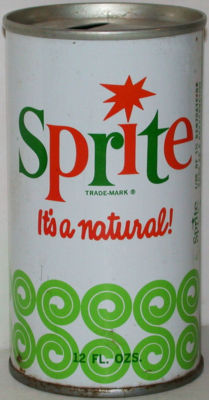 Sprite
TRADE-MARK ®
It's a natural!
12 FL. OZS.